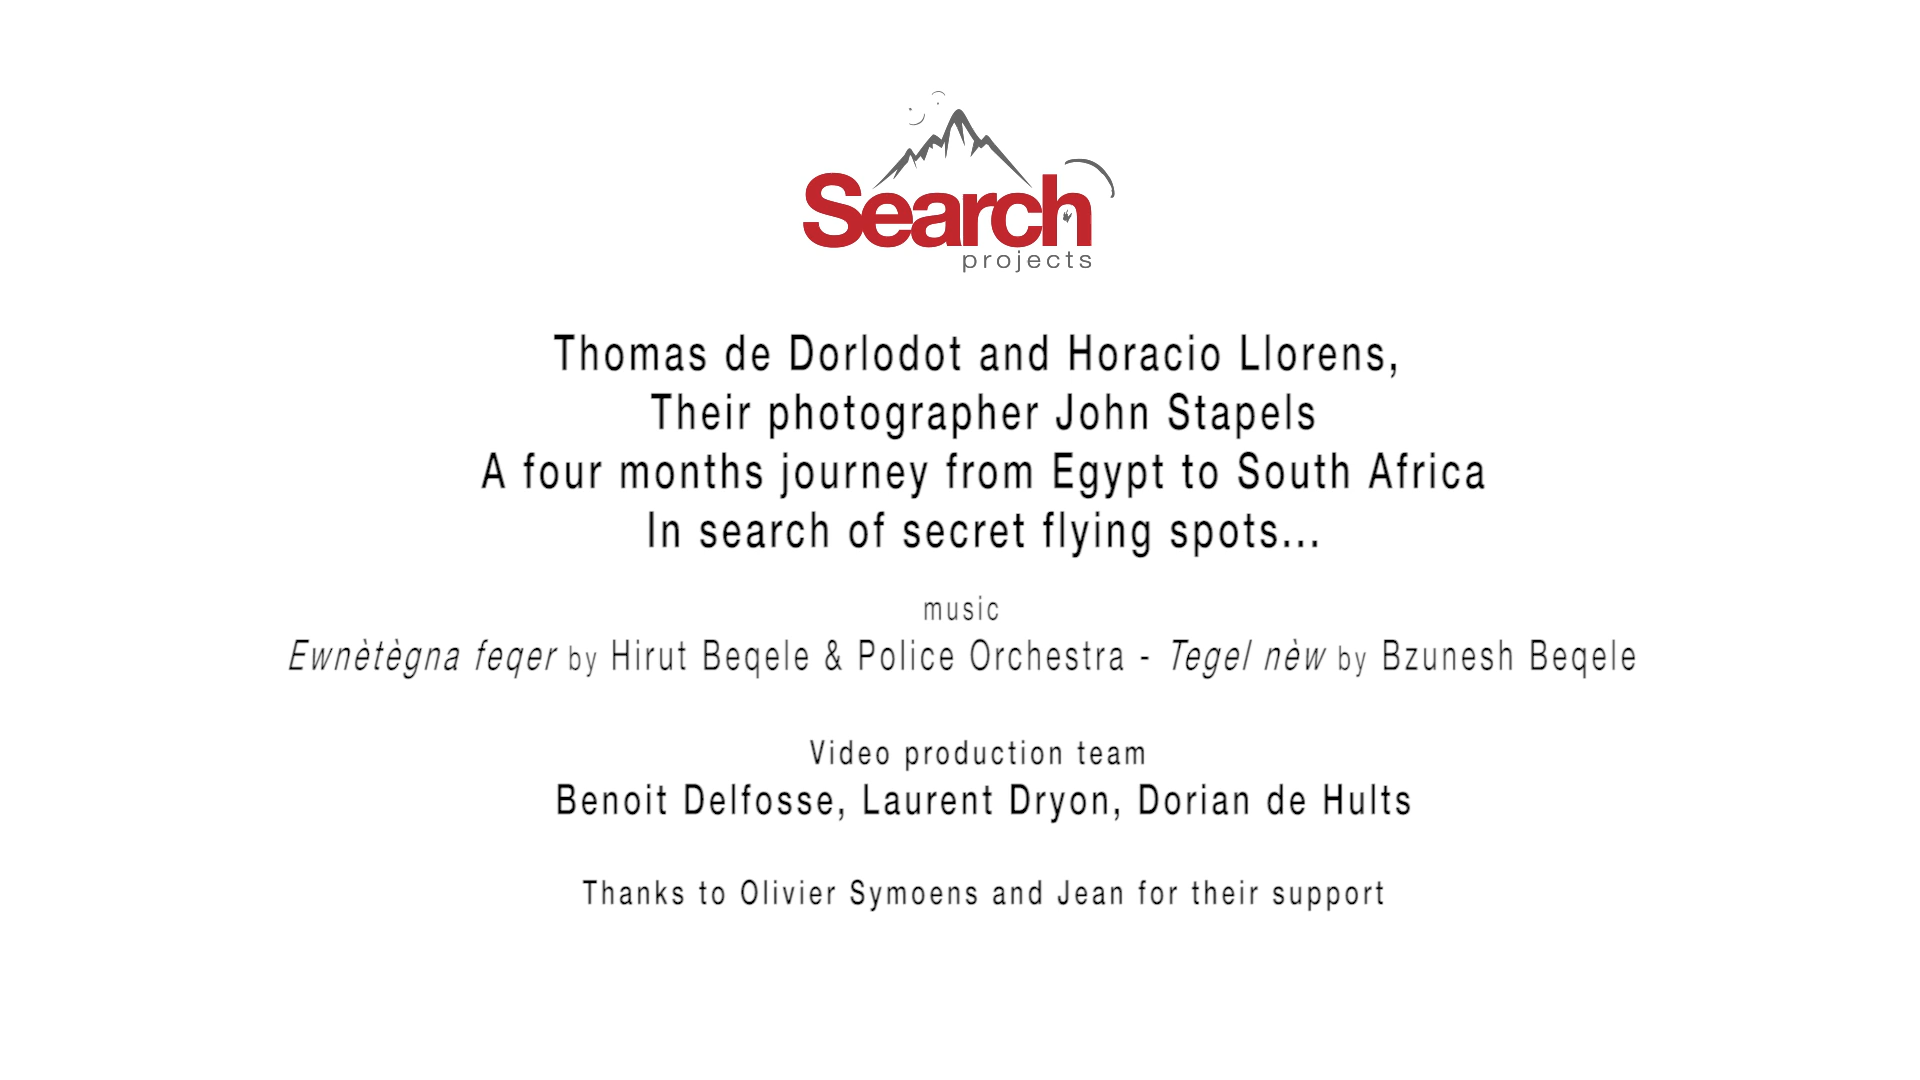 Search
projects
Thomas de Dorlodot and Horacio Llorens,
Their photographer John Stapels
A four months journey from Egypt to South Africa
In search of secret flying spots...
music
Ewnètègna feqer by Hirut Beqele & Police Orchestra - Tegel nèw by Bzunesh Beqele
Video production team
Benoit Delfosse, Laurent Dryon, Dorian de Hults
Thanks to Olivier Symoens and Jean for their support